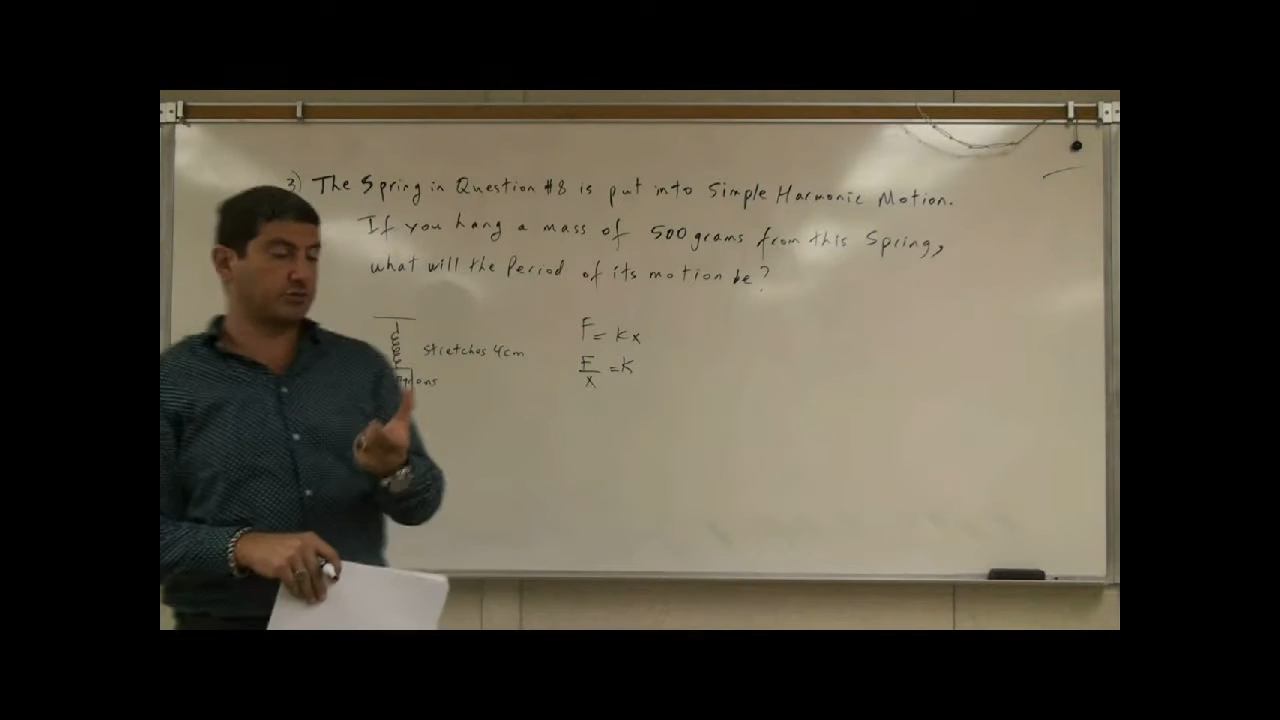 3) The Spring in Question #8 is put into Simple Harmonic Motion.
If you hang a mass of 500 grams from this Spring,
what will the Period of its motion be?
stretches 4cm
F = kx
F/x = k